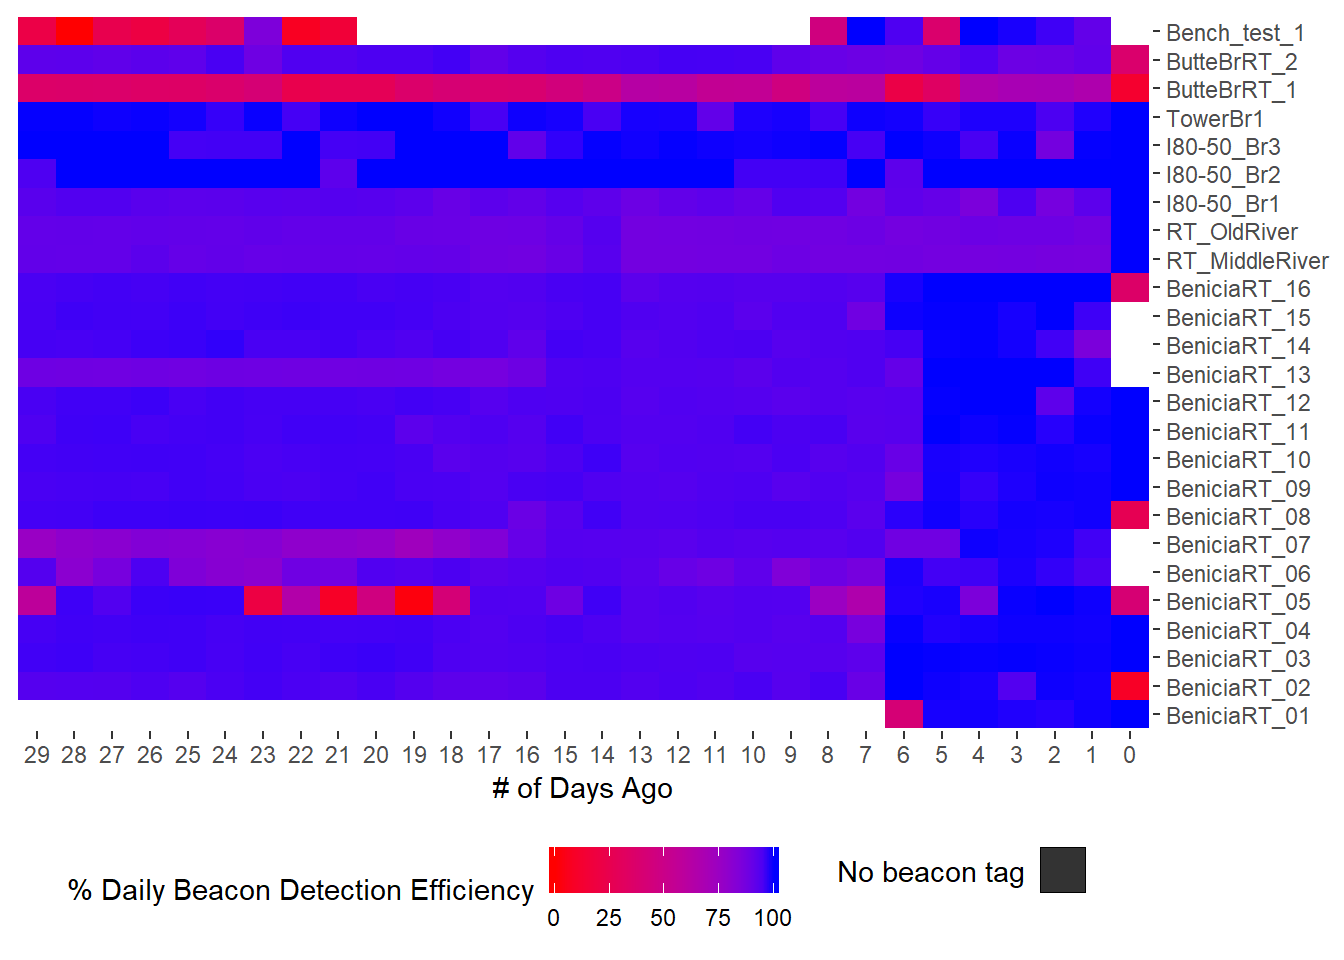 Bench_test_1
ButteBrRT_2
ButteBrRT_1
TowerBr1
I80-50_Br3
I80-50_Br2
I80-50_Br1
RT_OldRiver
RT_MiddleRiver
BeniciaRT_16
BeniciaRT_15
BeniciaRT_14
BeniciaRT_13
BeniciaRT_12
BeniciaRT_11
BeniciaRT_10
BeniciaRT_09
BeniciaRT_08
BeniciaRT_07
BeniciaRT_06
BeniciaRT_05
BeniciaRT_04
BeniciaRT_03
BeniciaRT_02
BeniciaRT_01
29 28 27 26 25 24 23 22 21 20 19 18 17 16 15 14 13 12 11 10 9 8 7 6 5 4 3 2 1 0
# of Days Ago
% Daily Beacon Detection Efficiency
0 25 50 75 100
No beacon tag